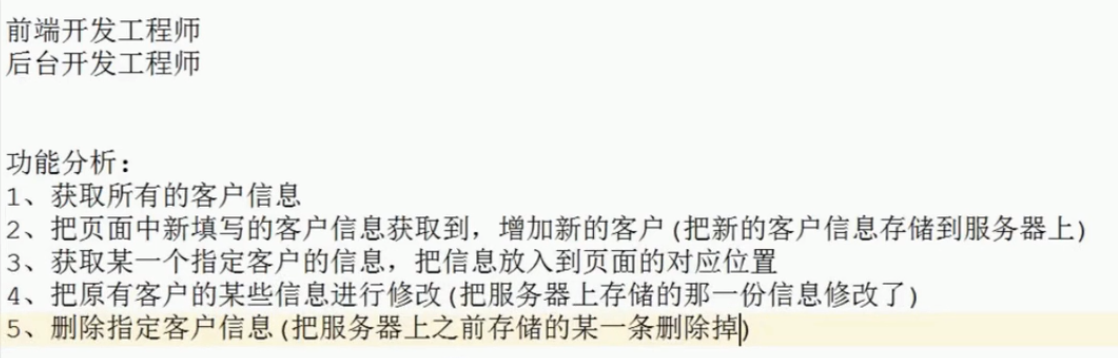 前端开发工程师
后台开发工程师
功能分析:
1、获取所有的客户信息
2、把页面中新填写的客户信息获取到，增加新的客户(把新的客户信息存储到服务器上)
3、获取某一个指定客户的信息，把信息放入到页面的对应位置
4、把原有客户的某些信息进行修改(把服务器上存储的那一份信息修改了)
5、删除指定客户信息(把服务器上之前存储的某一条删除掉)